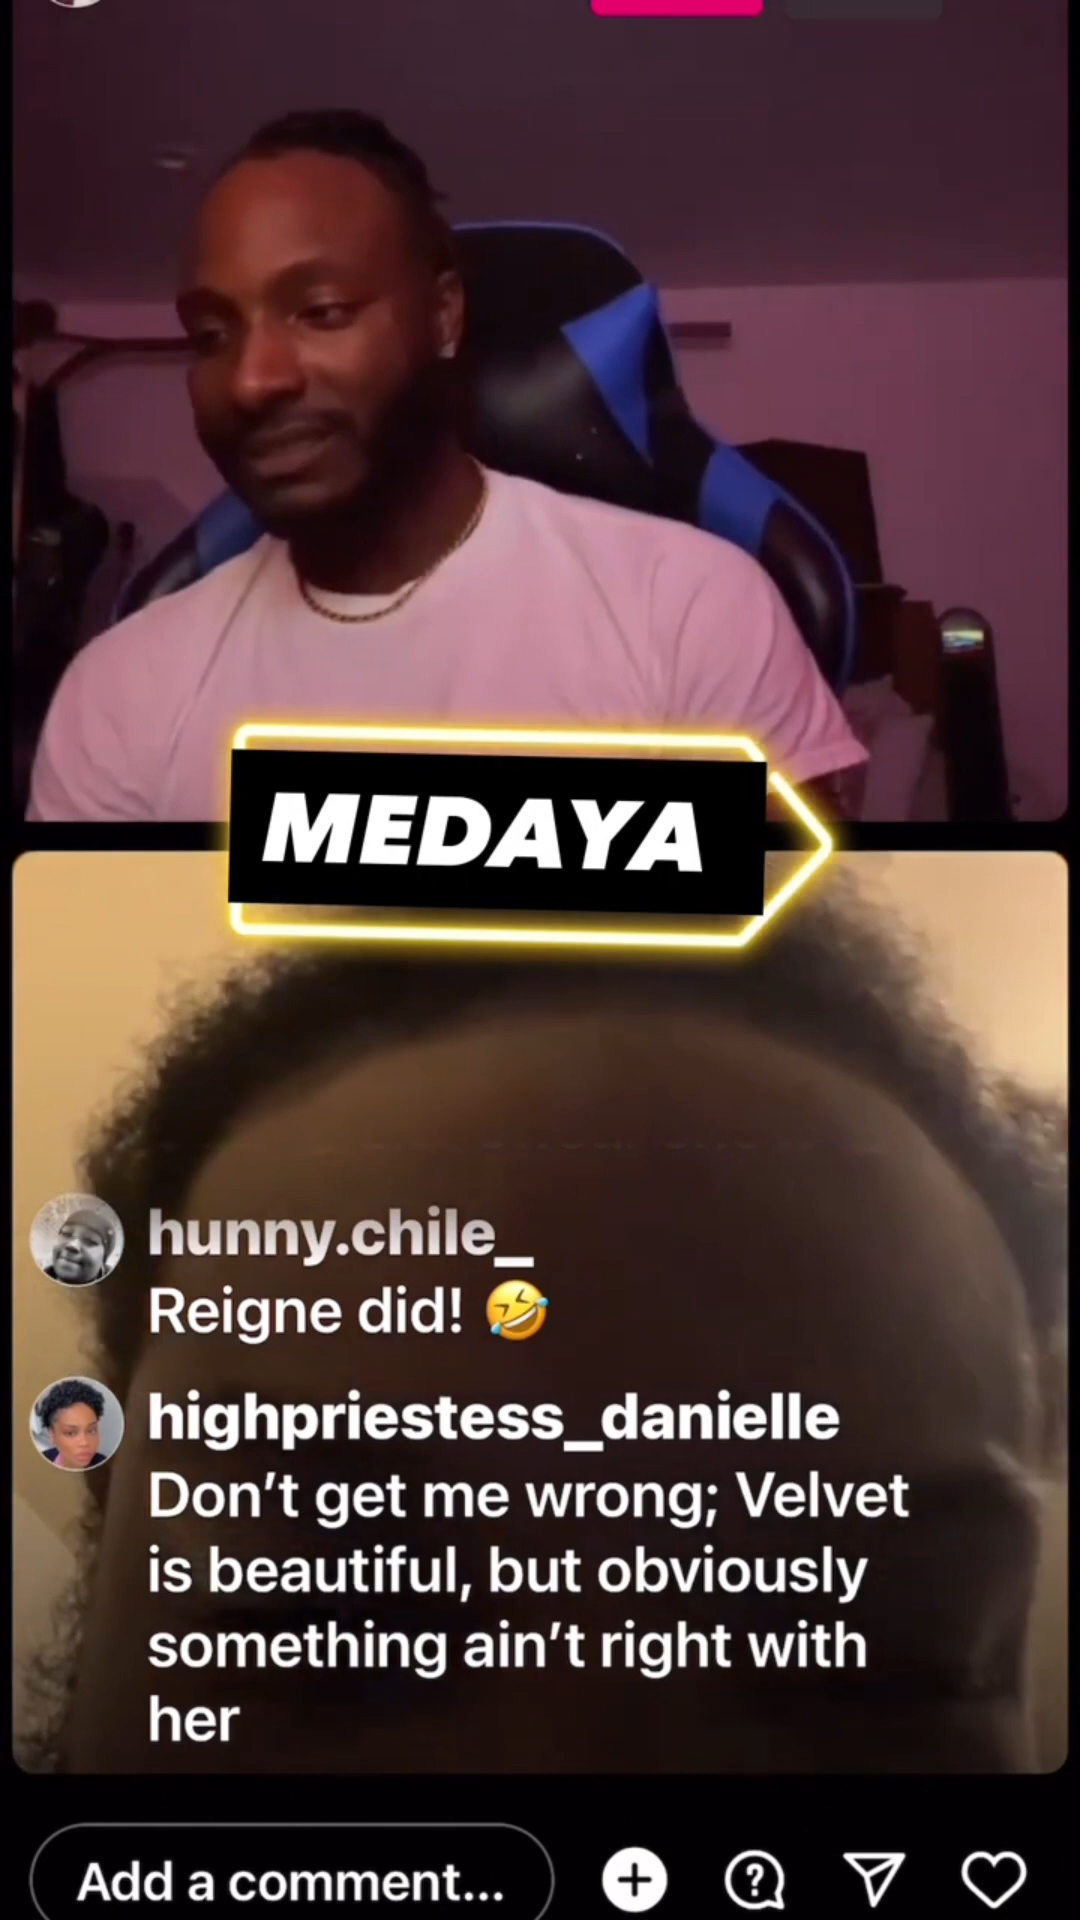 MEDAYA
hunny.chile_
Reigne did! 🤣
highpriestess_danielle
Don’t get me wrong; Velvet
is beautiful, but obviously
something ain’t right with
her
Add a comment...